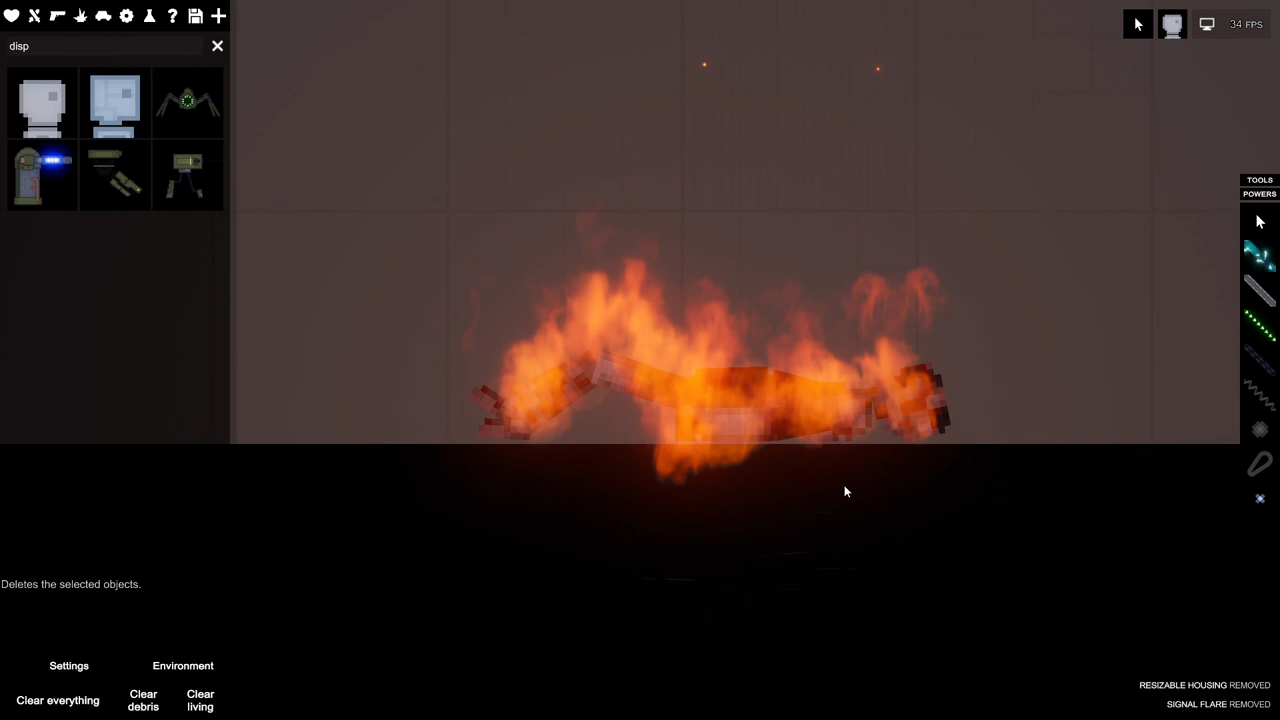 disp
34 FPS
TOOLS
POWERS
Deletes the selected objects.
Settings
Environment
Clear everything
Clear
debris
Clear
living
RESIZABLE HOUSING REMOVED
SIGNAL FLARE REMOVED